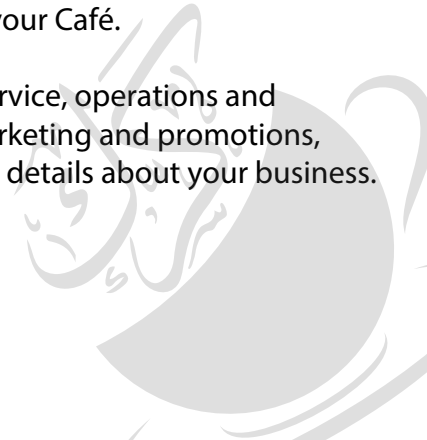 your Café.
rvice, operations and
rketing and promotions,
details about your business.